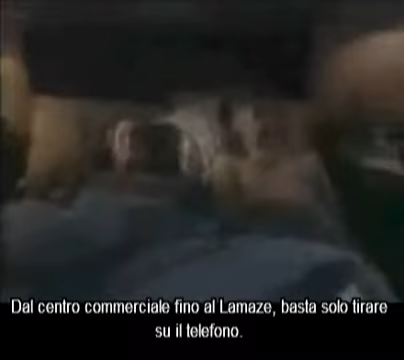 Dal centro commerciale fino al Lamaze, basta solo tirare
su il telefono.